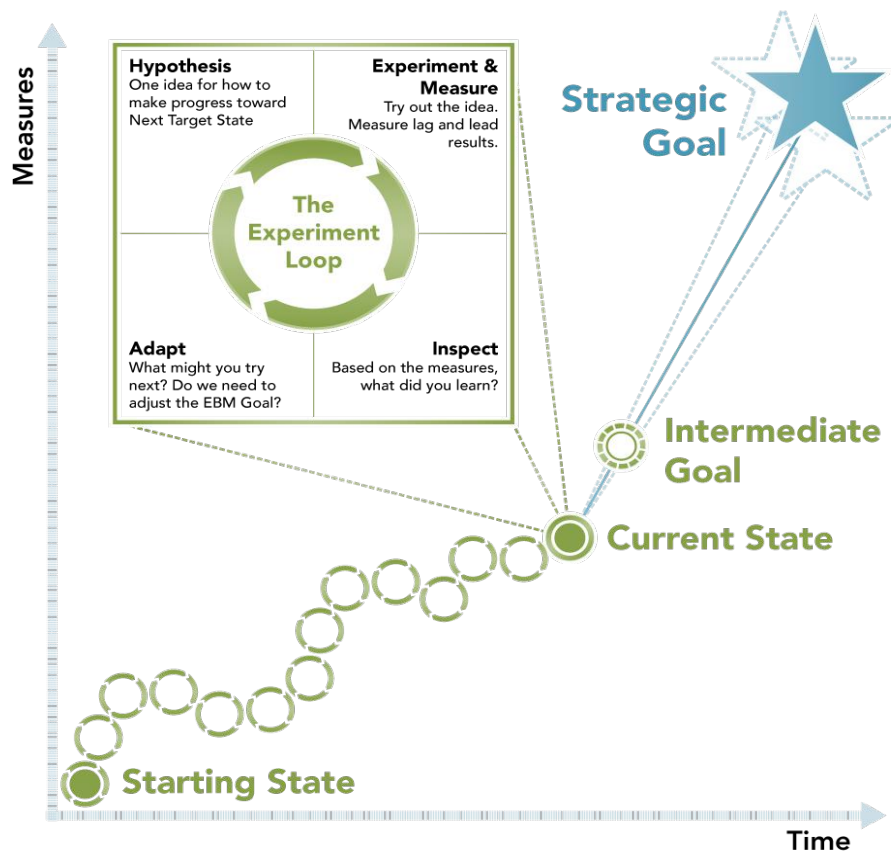 Measures
Hypothesis
One idea for how to
make progress toward
Next Target State
Experiment &
Measure
Try out the idea.
Measure lag and lead
results.
The
Experiment
Loop
Adapt
What might you try
next? Do we need to
adjust the EBM Goal?
Inspect
Based on the measures,
what did you learn?
Strategic
Goal
Intermediate
Goal
Current State
Starting State
Time